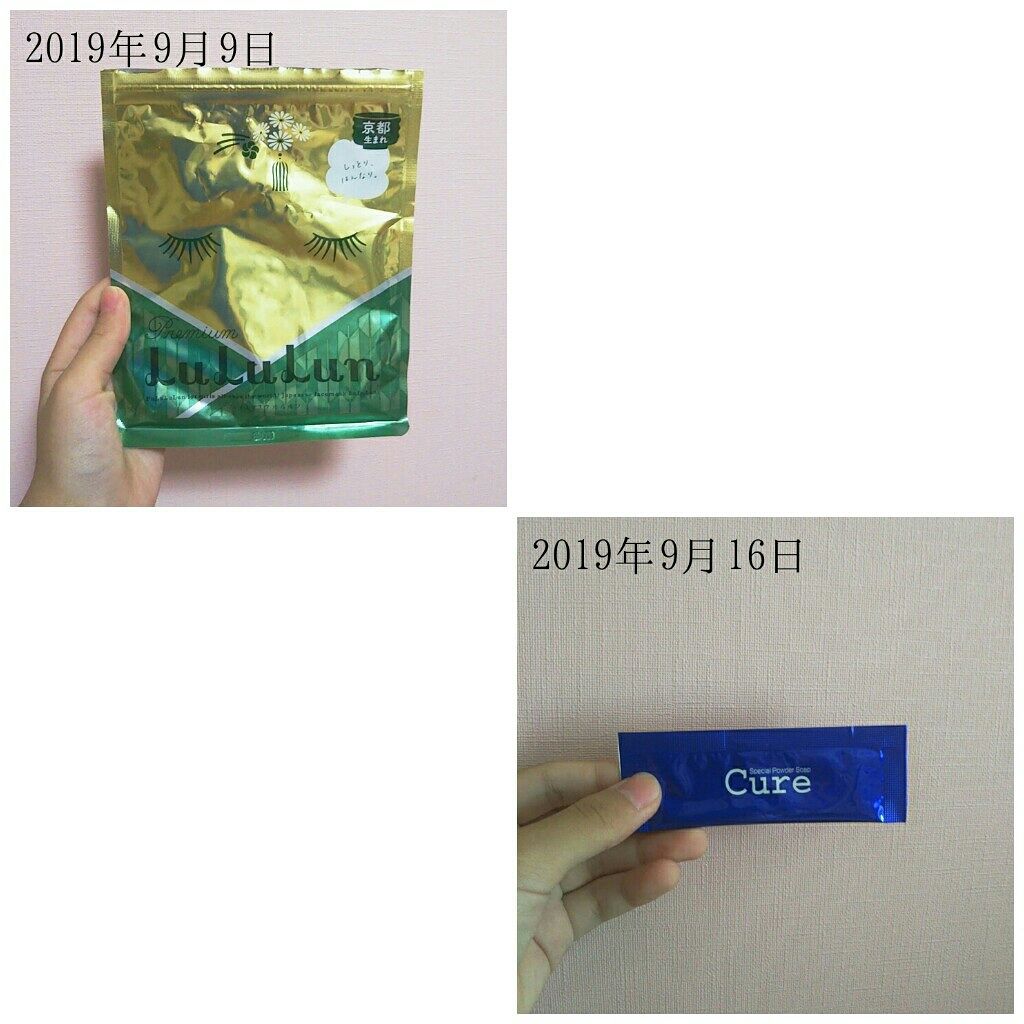 2019年9月9日
京都
生まれ
しっとり、
はんなり。
Premium
LuLuLun
2019年9月16日
Special Powder Soap
Cure